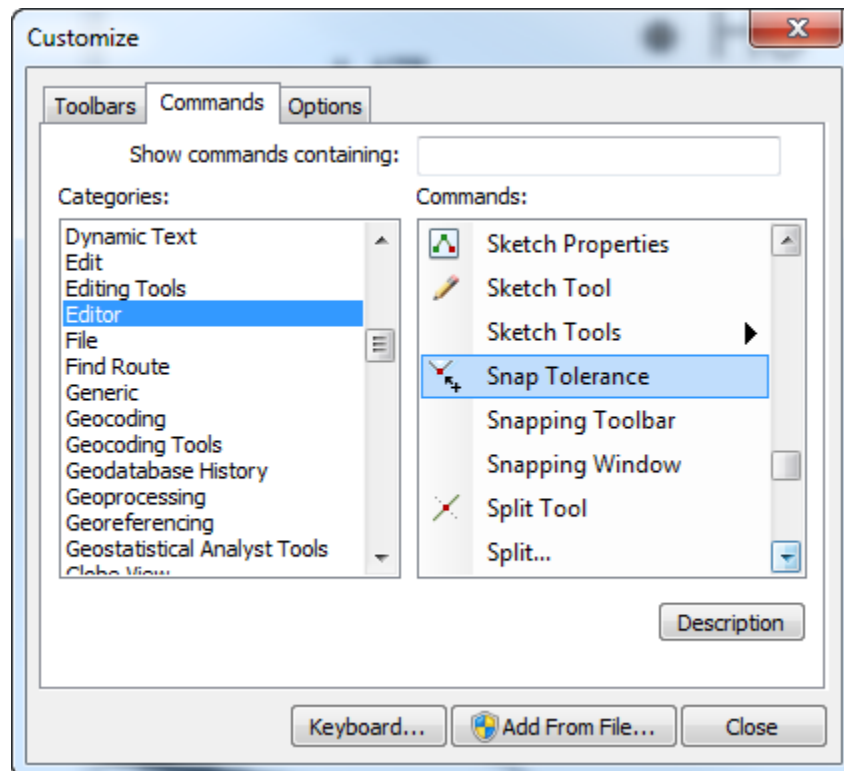 Customize
Toolbars Commands Options
Show commands containing:
Categories: Commands:
Dynamic Text
Edit
Editing Tools
Editor
File
Find Route
Generic
Geocoding
Geocoding Tools
Geodatabase History
Geoprocessing
Georeferencing
Geostatistical Analyst Tools
Globe View
Sketch Properties
Sketch Tool
Sketch Tools
Snap Tolerance
Snapping Toolbar
Snapping Window
Split Tool
Split...
Description
Keyboard... Add From File... Close